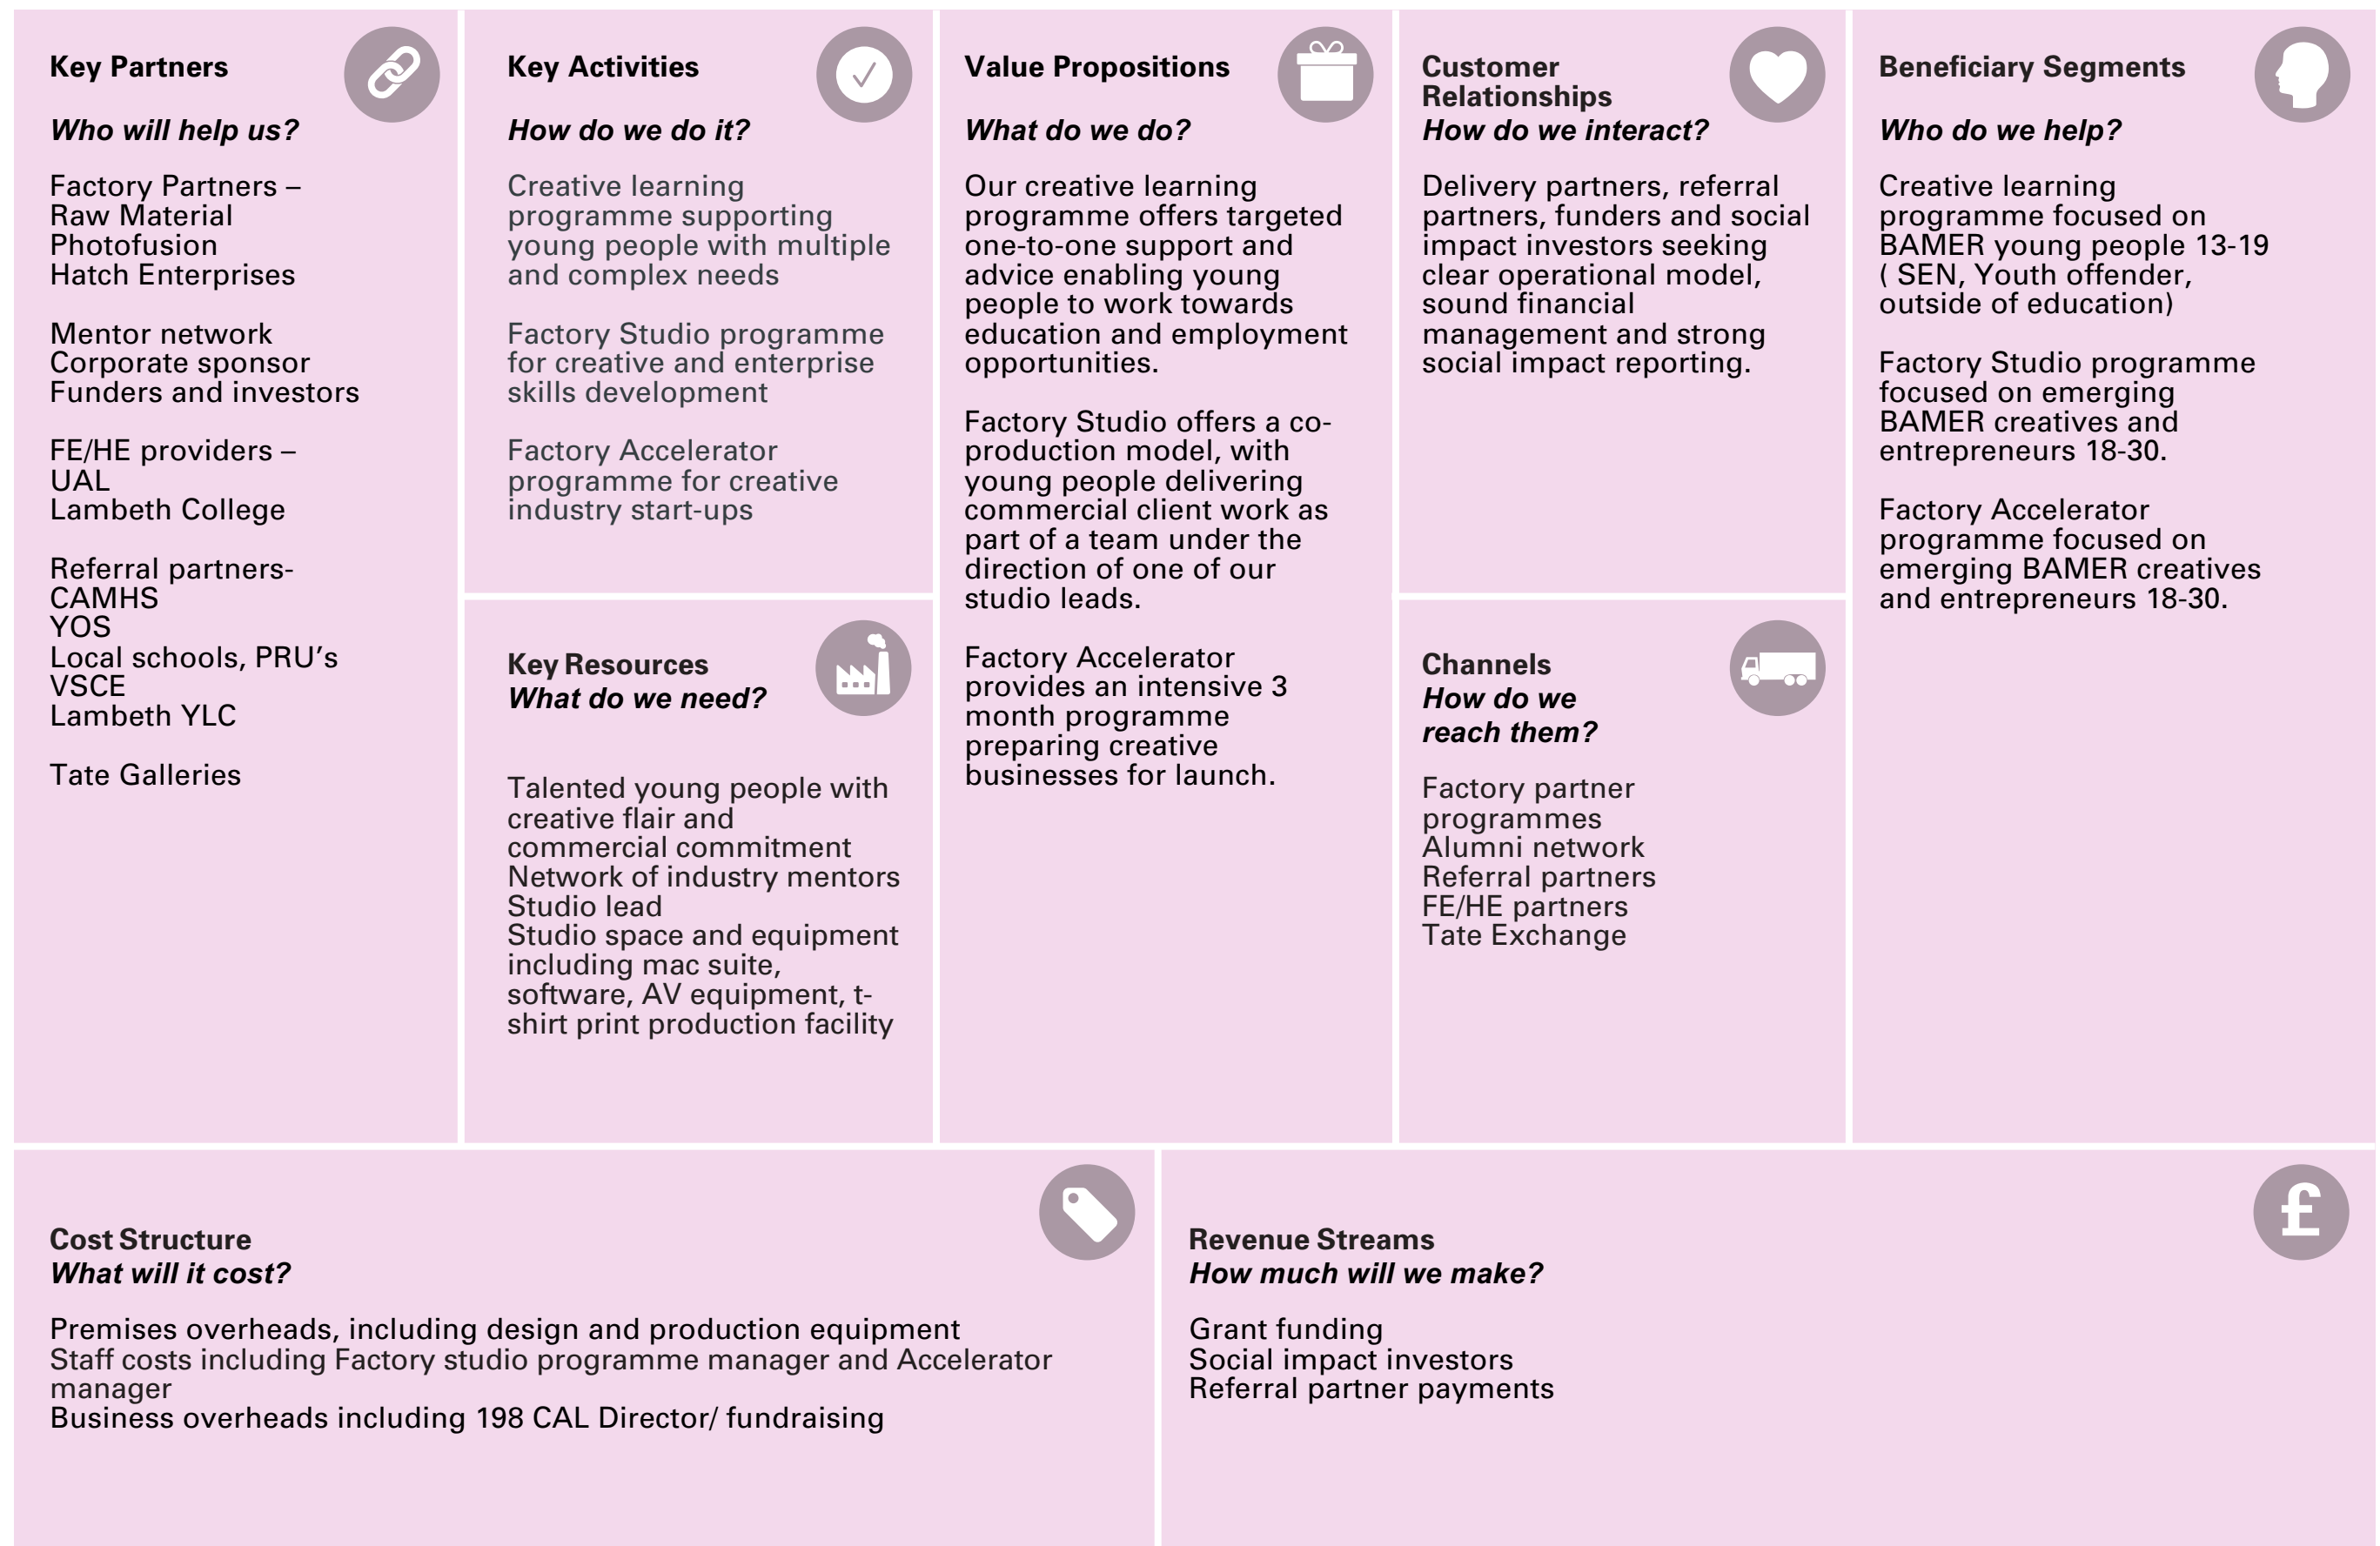 Key Partners
Who will help us?
Factory Partners –
Raw Material
Photofusion
Hatch Enterprises
Mentor network
Corporate sponsor
Funders and investors
FE/HE providers –
UAL
Lambeth College
Referral partners-
CAMHS
YOS
Local schools, PRU’s
VSCE
Lambeth YLC
Tate Galleries
Key Activities
How do we do it?
Creative learning
programme supporting
young people with multiple
and complex needs
Factory Studio programme
for creative and enterprise
skills development
Factory Accelerator
programme for creative
industry start-ups
Key Resources
What do we need?
Talented young people with
creative flair and
commercial commitment
Network of industry mentors
Studio lead
Studio space and equipment
including mac suite,
software, AV equipment, t-
shirt print production facility
Value Propositions
What do we do?
Our creative learning
programme offers targeted
one-to-one support and
advice enabling young
people to work towards
education and employment
opportunities.
Factory Studio offers a co-
production model, with
young people delivering
commercial client work as
part of a team under the
direction of one of our
studio leads.
Factory Accelerator
provides an intensive 3
month programme
preparing creative
businesses for launch.
Customer
Relationships
How do we interact?
Delivery partners, referral
partners, funders and social
impact investors seeking
clear operational model,
sound financial
management and strong
social impact reporting.
Channels
How do we
reach them?
Factory partner
programmes
Alumni network
Referral partners
FE/HE partners
Tate Exchange
Beneficiary Segments
Who do we help?
Creative learning
programme focused on
BAMER young people 13-19
( SEN, Youth offender,
outside of education)
Factory Studio programme
focused on emerging
BAMER creatives and
entrepreneurs 18-30.
Factory Accelerator
programme focused on
emerging BAMER creatives
and entrepreneurs 18-30.
Cost Structure
What will it cost?
Premises overheads, including design and production equipment
Staff costs including Factory studio programme manager and Accelerator
manager
Business overheads including 198 CAL Director/ fundraising
£
Revenue Streams
How much will we make?
Grant funding
Social impact investors
Referral partner payments